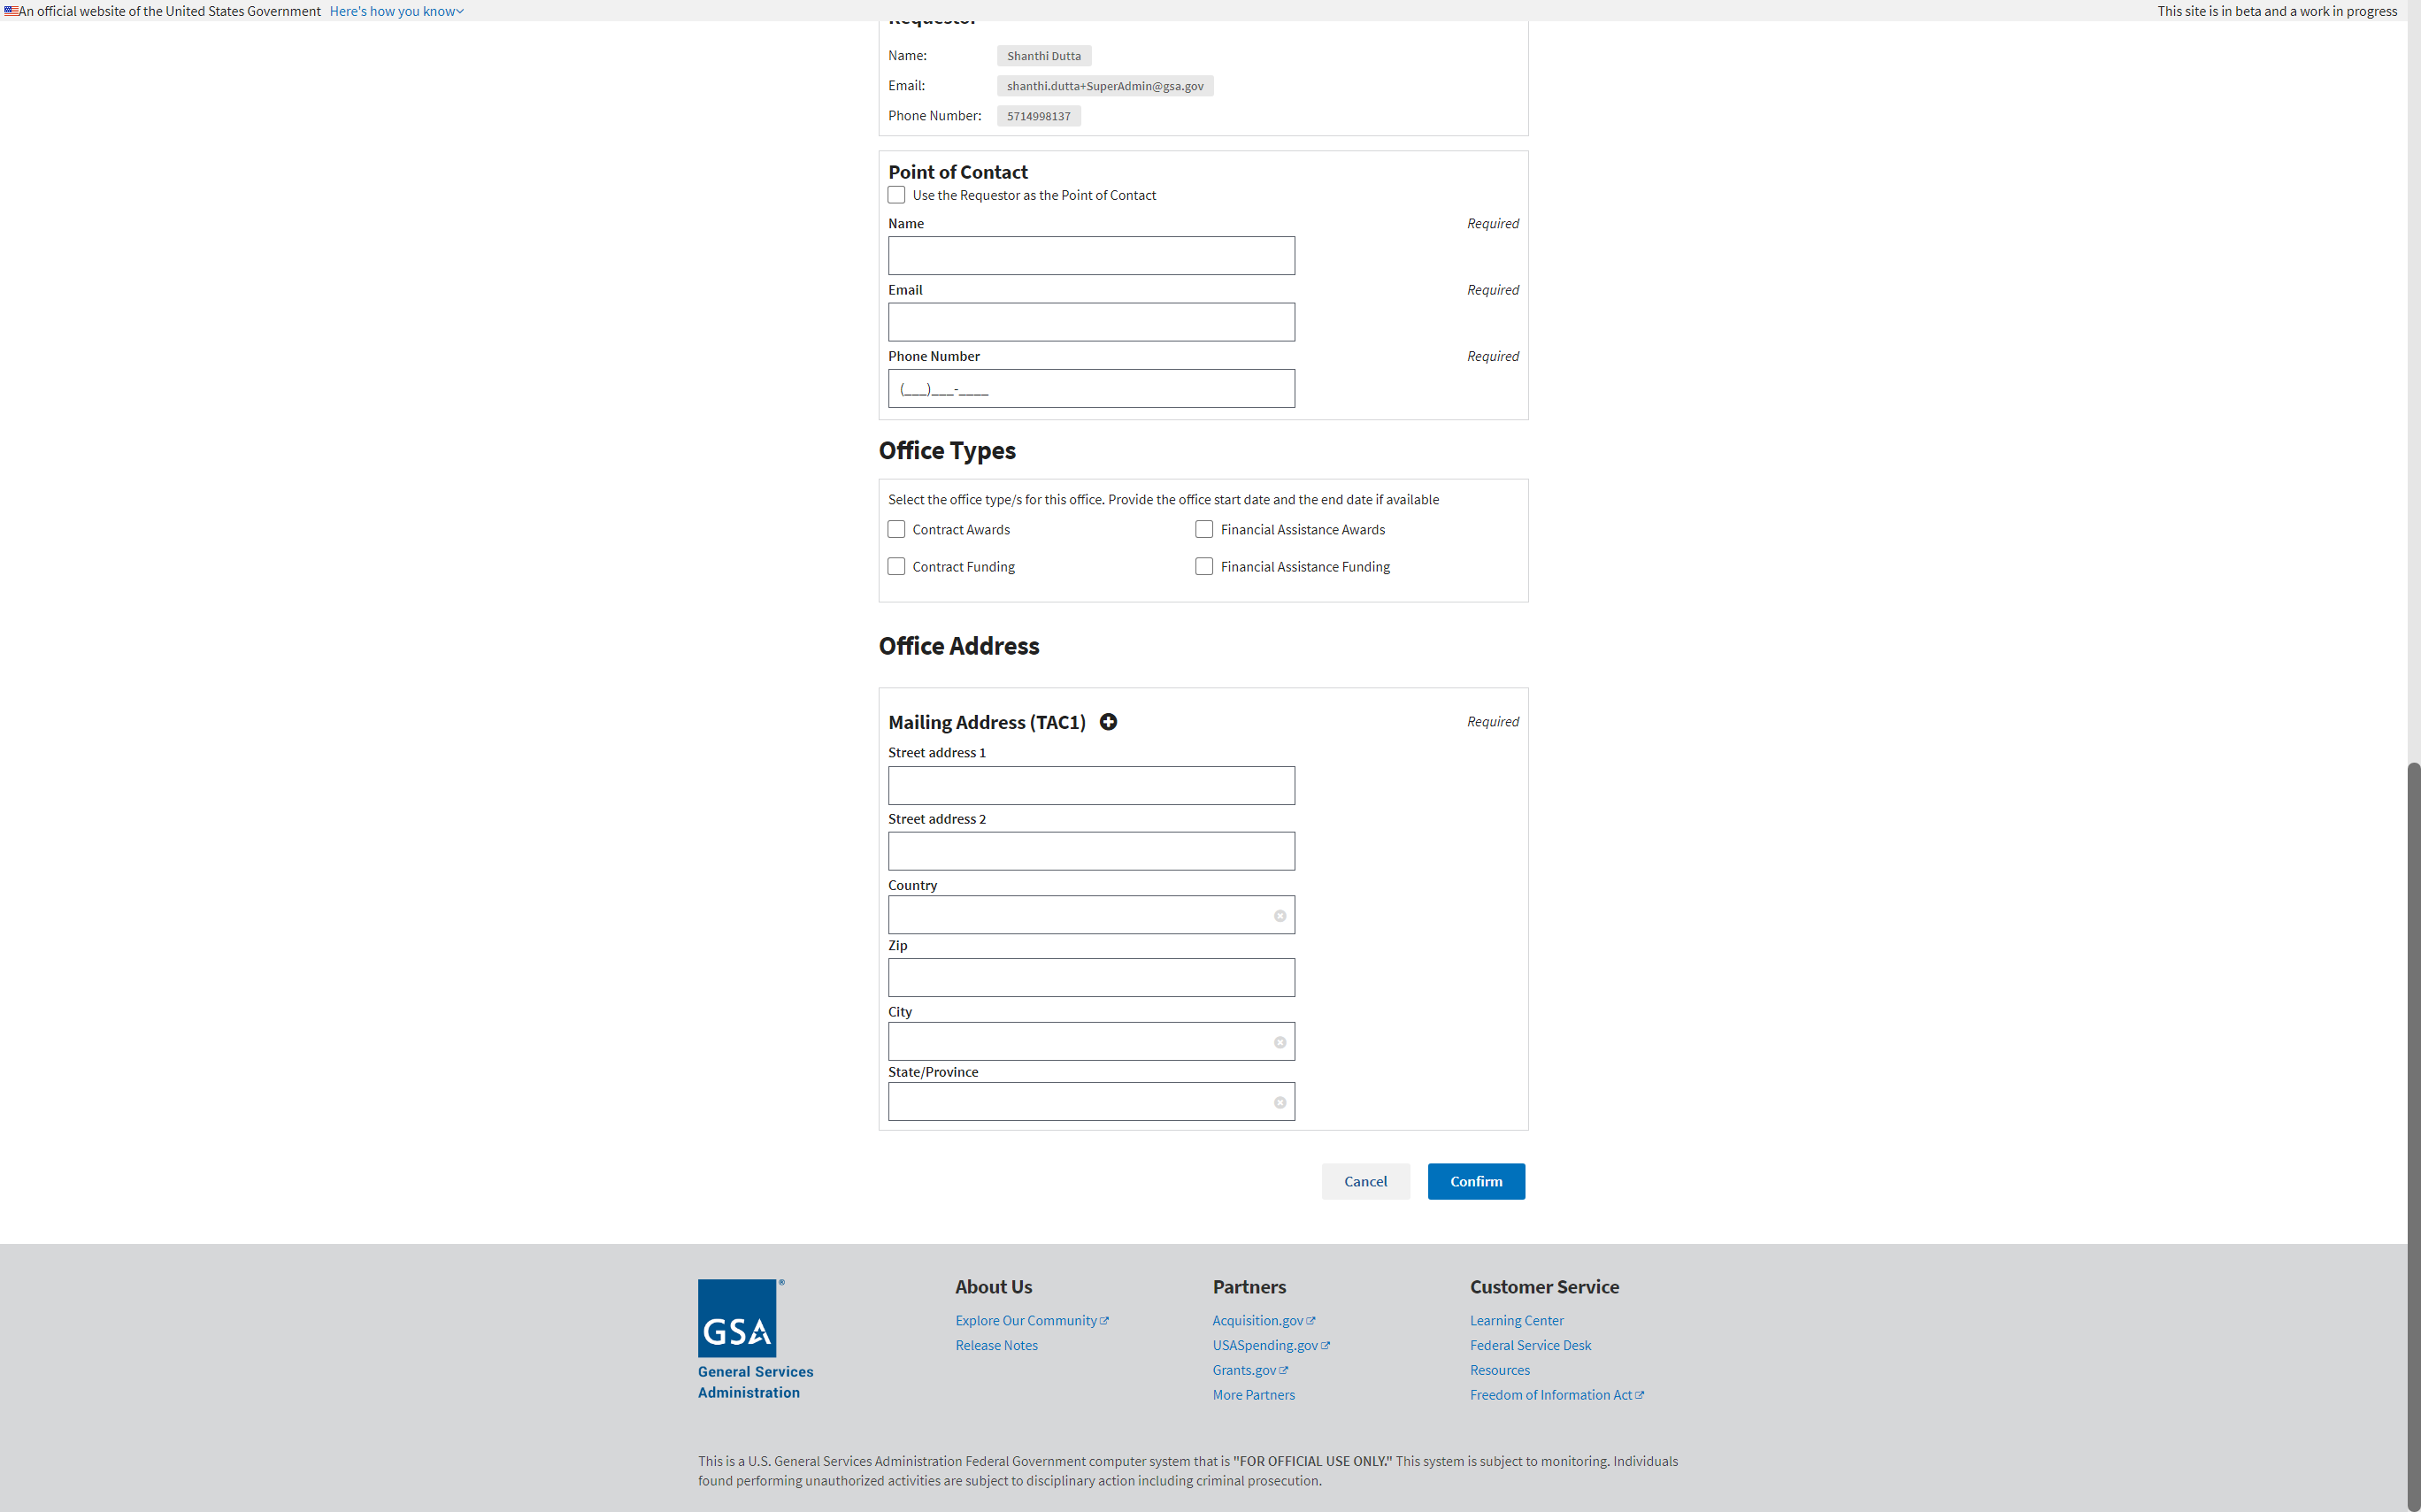 An official website of the United States Government Here's how you know
This site is in beta and a work in progress
Requestor
Name: Shanthi Dutta
Email: shanthi.dutta+SuperAdmin@gsa.gov
Phone Number: 5714998137
Point of Contact
Use the Requestor as the Point of Contact
Name Required
Email Required
Phone Number Required
(___)___-____
Office Types
Select the office type/s for this office. Provide the office start date and the end date if available
Contract Awards Financial Assistance Awards
Contract Funding Financial Assistance Funding
Office Address
Mailing Address (TAC1) Required
Street address 1
Street address 2
Country
Zip
City
State/Province
Cancel Confirm
GSA®
General Services
Administration
About Us
Explore Our Community
Release Notes
Partners
Acquisition.gov
USASpending.gov
Grants.gov
More Partners
Customer Service
Learning Center
Federal Service Desk
Resources
Freedom of Information Act
This is a U.S. General Services Administration Federal Government computer system that is "FOR OFFICIAL USE ONLY." This system is subject to monitoring. Individuals
found performing unauthorized activities are subject to disciplinary action including criminal prosecution.